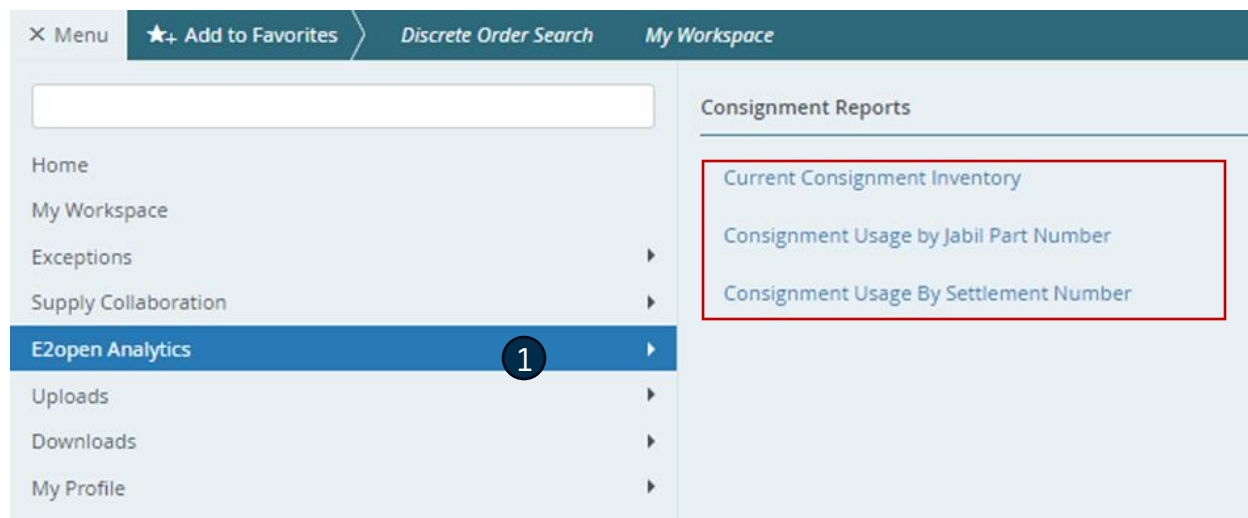 × Menu ★+ Add to Favorites Discrete Order Search My Workspace
Home
My Workspace
Exceptions
Supply Collaboration
E2open Analytics 1
Uploads
Downloads
My Profile
Consignment Reports
Current Consignment Inventory
Consignment Usage by Jabil Part Number
Consignment Usage By Settlement Number